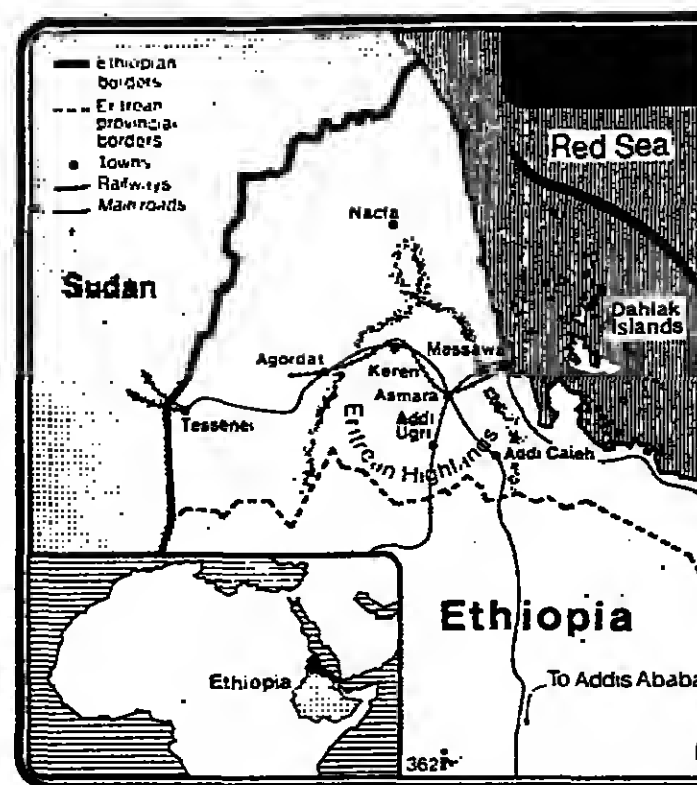 Ethiopian
borders
Eritrean
provincial
borders
Towns
Railways
Main roads
Red Sea
Nacfa
Sudan
Dahlak
Islands
Agordat
Massawa
Keren
Asmara
Tessenei
Addi
Ugri
Eritrean Highlands
Addi Caieh
Ethiopia
Ethiopia
To Addis Ababa